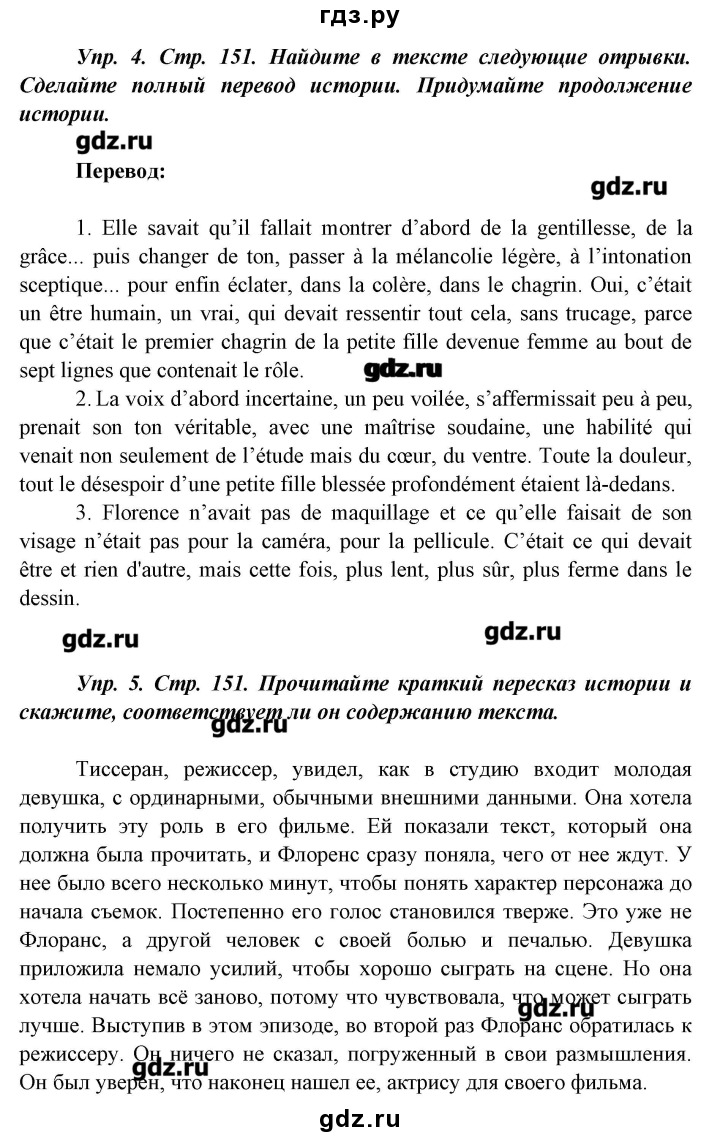 гдз.ру
Упр. 4. Стр. 151. Найдите в тексте следующие отрывки.
Сделайте полный перевод истории. Придумайте продолжение
истории.
gdz.ru
Перевод:
gdz.ru
1. Elle savait qu’il fallait montrer d’abord de la gentillesse, de la
grâce... puis changer de ton, passer à la mélancolie légère, à l’intonation
sceptique... pour enfin éclater, dans la colère, dans le chagrin. Oui, c’était
un être humain, un vrai, qui devait ressentir tout cela, sans trucage, parce
que c’était le premier chagrin de la petite fille devenue femme au bout de
sept lignes que contenait le rôle.
gdz.ru
2. La voix d’abord incertaine, un peu voilée, s’affermissait peu à peu,
prenait son ton véritable, avec une maîtrise soudaine, une habilité qui
venait non seulement de l’étude mais du cœur, du ventre. Toute la douleur,
tout le désespoir d’une petite fille blessée profondément étaient là-dedans.
3. Florence n’avait pas de maquillage et ce qu’elle faisait de son
visage n’était pas pour la caméra, pour la pellicule. C’était ce qui devait
être et rien d'autre, mais cette fois, plus lent, plus sûr, plus ferme dans le
dessin.
gdz.ru
gdz.ru
Упр. 5. Стр. 151. Прочитайте краткий пересказ истории и
скажите, соответствует ли он содержанию текста.
gdz.ru
Тиссеран, режиссер, увидел, как в студию входит молодая
девушка, с ординарными, обычными внешними данными. Она хотела
получить эту роль в его фильме. Ей показали текст, который она
должна была прочитать, и Флоренс сразу поняла, чего от нее ждут. У
нее было всего несколько минут, чтобы понять характер персонажа до
начала съемок. Постепенно его голос становился тверже. Это уже не
Флоранс, а другой человек с своей болью и печалью. Девушка
приложила немало усилий, чтобы хорошо сыграть на сцене. Но она
хотела начать всё заново, потому что чувствовала, что может сыграть
gdz.ru
лучше. Выступив в этом эпизоде, во второй раз Флоранс обратилась к
режиссеру. Он ничего не сказал, погруженный в свои размышления.
gdz.ru
Он был уверен, что наконец нашел ее, актрису для своего фильма.
gdz.ru